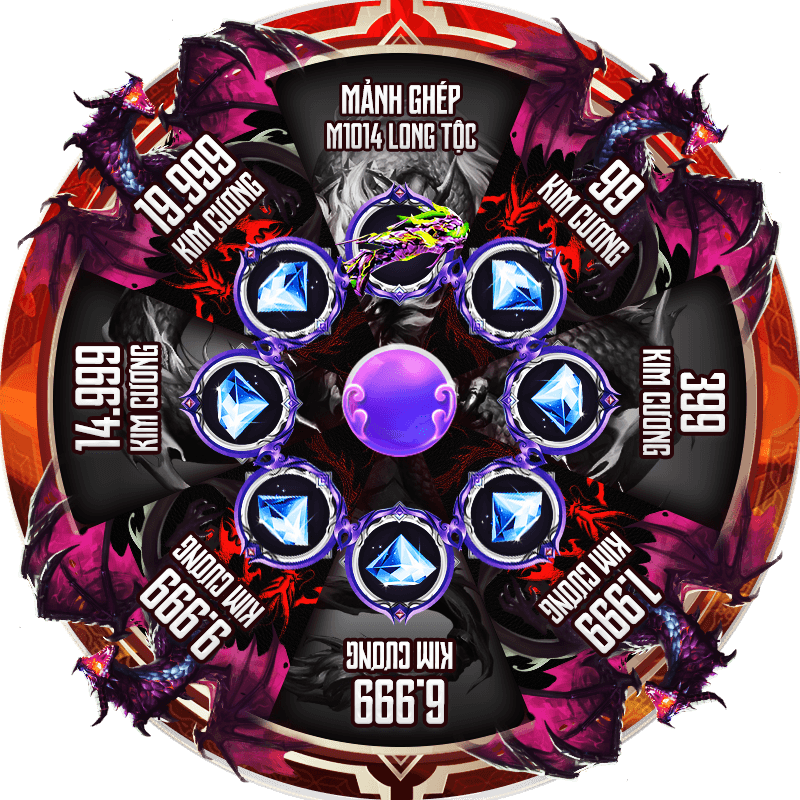 MẢNH GHÉP
M1014 LONG TỘC
99
KIM CƯƠNG
399
KIM CƯƠNG
1.999
KIM CƯƠNG
6.999
KIM CƯƠNG
9.999
KIM CƯƠNG
14.999
KIM CƯƠNG
19.999
KIM CƯƠNG